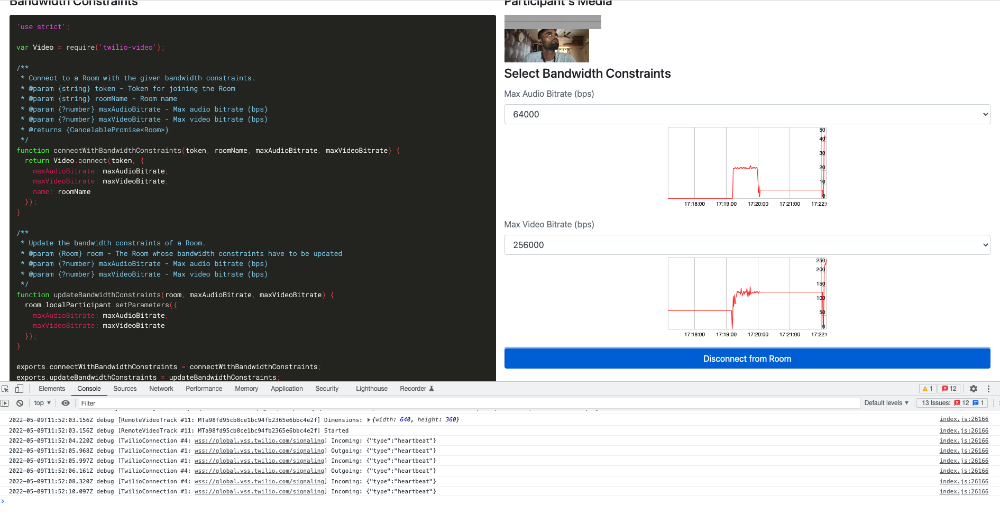 Bandwidth Constraints
'use strict';
var Video = require('twilio-video');
/**
* Connect to a Room with the given bandwidth constraints.
* @param {string} token - Token for joining the Room
* @param {string} roomName - Room name
* @param {?number} maxAudioBitrate - Max audio bitrate (bps)
* @param {?number} maxVideoBitrate - Max video bitrate (bps)
* @returns {CancelablePromise<Room>}
*/
function connectWithBandwidthConstraints(token, roomName, maxAudioBitrate, maxVideoBitrate) {
return Video.connect(token, {
maxAudioBitrate: maxAudioBitrate,
maxVideoBitrate: maxVideoBitrate,
name: roomName
});
}
/**
* Update the bandwidth constraints of a Room.
* @param {Room} room - The Room whose bandwidth constraints have to be updated
* @param {?number} maxAudioBitrate - Max audio bitrate (bps)
* @param {?number} maxVideoBitrate - Max video bitrate (bps)
*/
function updateBandwidthConstraints(room, maxAudioBitrate, maxVideoBitrate) {
room.localParticipant.setParameters({
maxAudioBitrate: maxAudioBitrate,
maxVideoBitrate: maxVideoBitrate
});
}
exports.connectWithBandwidthConstraints = connectWithBandwidthConstraints;
exports.updateBandwidthConstraints = updateBandwidthConstraints;
Participant's Media
Select Bandwidth Constraints
Max Audio Bitrate (bps)
64000
50
40
30
20
10
0
17:18:00 17:19:00 17:20:00 17:21:00 17:22:
Max Video Bitrate (bps)
256000
250
200
150
100
50
0
17:18:00 17:19:00 17:20:00 17:21:00 17:22:
Disconnect from Room
Elements Console Sources Network Performance Memory Application Security Lighthouse Recorder 1 12
top Filter Default levels 13 Issues: 12 1
2022-05-09T11:52:03.156Z debug [RemoteVideoTrack #11: MTa98fd95cb8ce1bc94fb2365e6bbc4e2f] Dimensions: {width: 640, height: 360} index.js:26166
2022-05-09T11:52:03.156Z debug [RemoteVideoTrack #11: MTa98fd95cb8ce1bc94fb2365e6bbc4e2f] Started index.js:26166
2022-05-09T11:52:04.220Z debug [TwilioConnection #4: wss://global.vss.twilio.com/signaling] Incoming: {"type":"heartbeat"} index.js:26166
2022-05-09T11:52:05.968Z debug [TwilioConnection #1: wss://global.vss.twilio.com/signaling] Outgoing: {"type":"heartbeat"} index.js:26166
2022-05-09T11:52:05.997Z debug [TwilioConnection #1: wss://global.vss.twilio.com/signaling] Incoming: {"type":"heartbeat"} index.js:26166
2022-05-09T11:52:06.161Z debug [TwilioConnection #4: wss://global.vss.twilio.com/signaling] Outgoing: {"type":"heartbeat"} index.js:26166
2022-05-09T11:52:08.320Z debug [TwilioConnection #4: wss://global.vss.twilio.com/signaling] Incoming: {"type":"heartbeat"} index.js:26166
2022-05-09T11:52:10.097Z debug [TwilioConnection #1: wss://global.vss.twilio.com/signaling] Incoming: {"type":"heartbeat"} index.js:26166